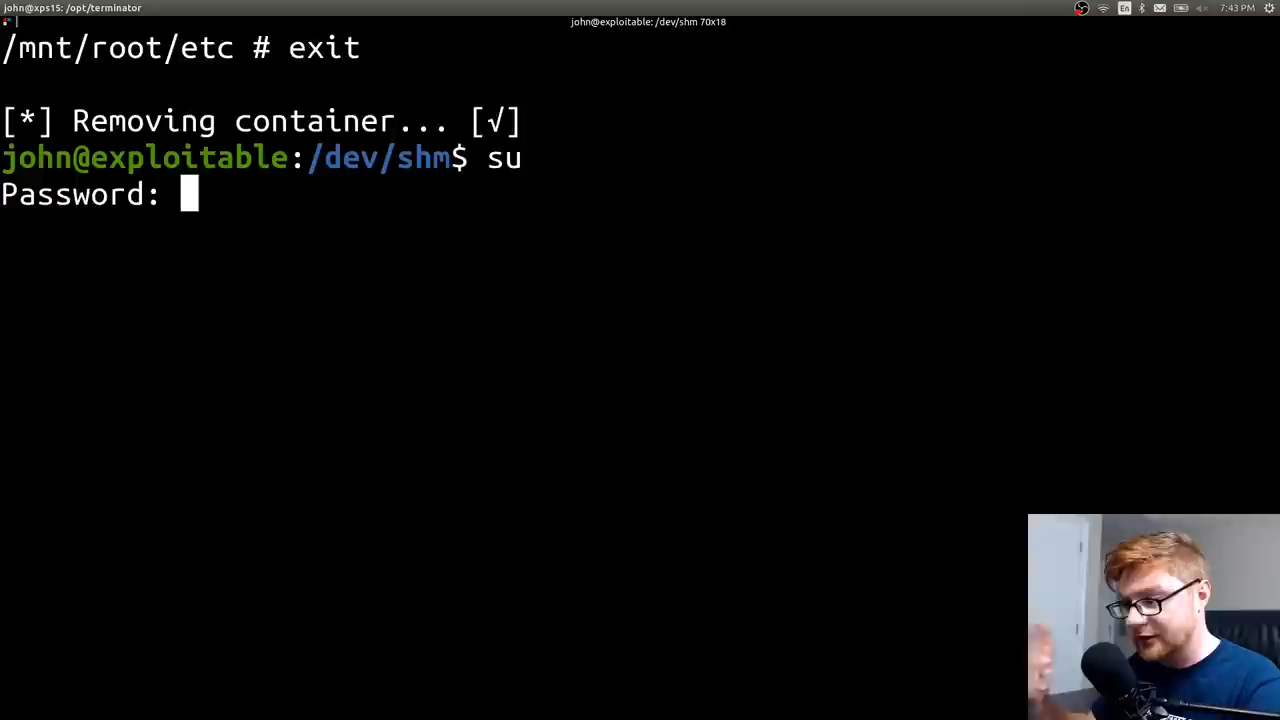 john@xps15: /opt/terminator
En
7:43 PM
john@exploitable: /dev/shm 70x18
/mnt/root/etc # exit
[*] Removing container... [√]
john@exploitable:/dev/shm$ su
Password: